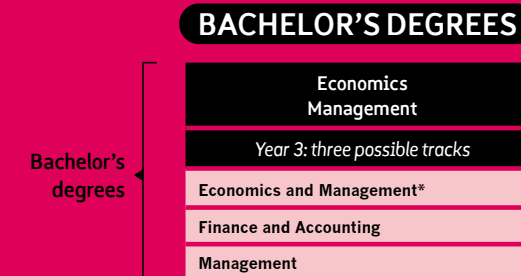 BACHELOR'S DEGREES
Economics
Management
Year 3: three possible tracks
Bachelor's
degrees
Economics and Management*
Finance and Accounting
Management